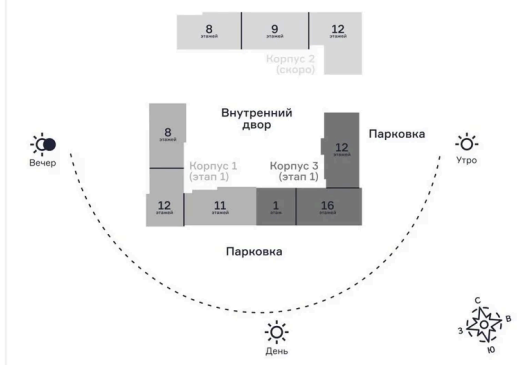 8
этажей
9
этажей
12
этажей
Корпус 2
(скоро)
Внутренний
двор
8
этажей
Парковка
12
этажей
Вечер
Утро
Корпус 1
(этап 1)
Корпус 3
(этап 1)
12
этажей
11
этажей
1
этаж
16
этажей
Парковка
День
С
В
З
Ю